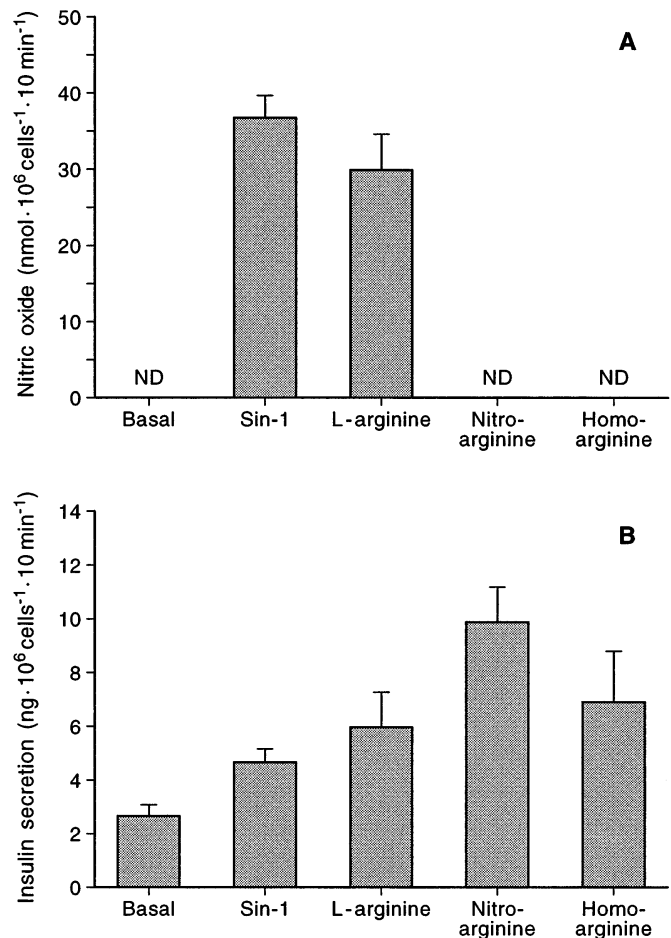 A
Nitric oxide (nmol·10⁶ cells⁻¹·10 min⁻¹)
50
40
30
20
10
0
ND
ND
ND
Basal
Sin-1
L-arginine
Nitro-
arginine
Homo-
arginine
B
Insulin secretion (ng·10⁶ cells⁻¹·10 min⁻¹)
14
12
10
8
6
4
2
0
Basal
Sin-1
L-arginine
Nitro-
arginine
Homo-
arginine